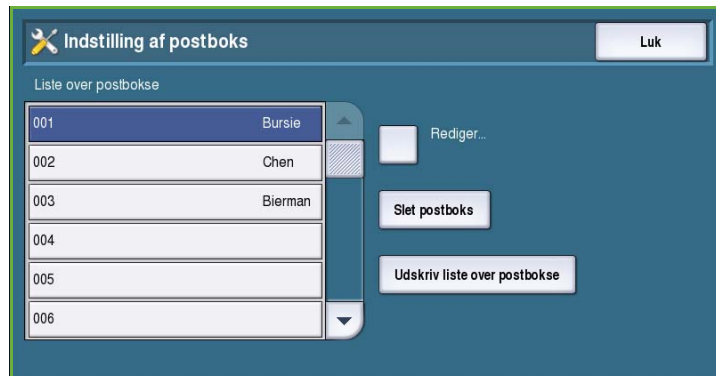 Indstilling af postboks
Luk
Liste over postbokse
001 Bursie
002 Chen
003 Bierman
004
005
006
Rediger...
Slet postboks
Udskriv liste over postbokse